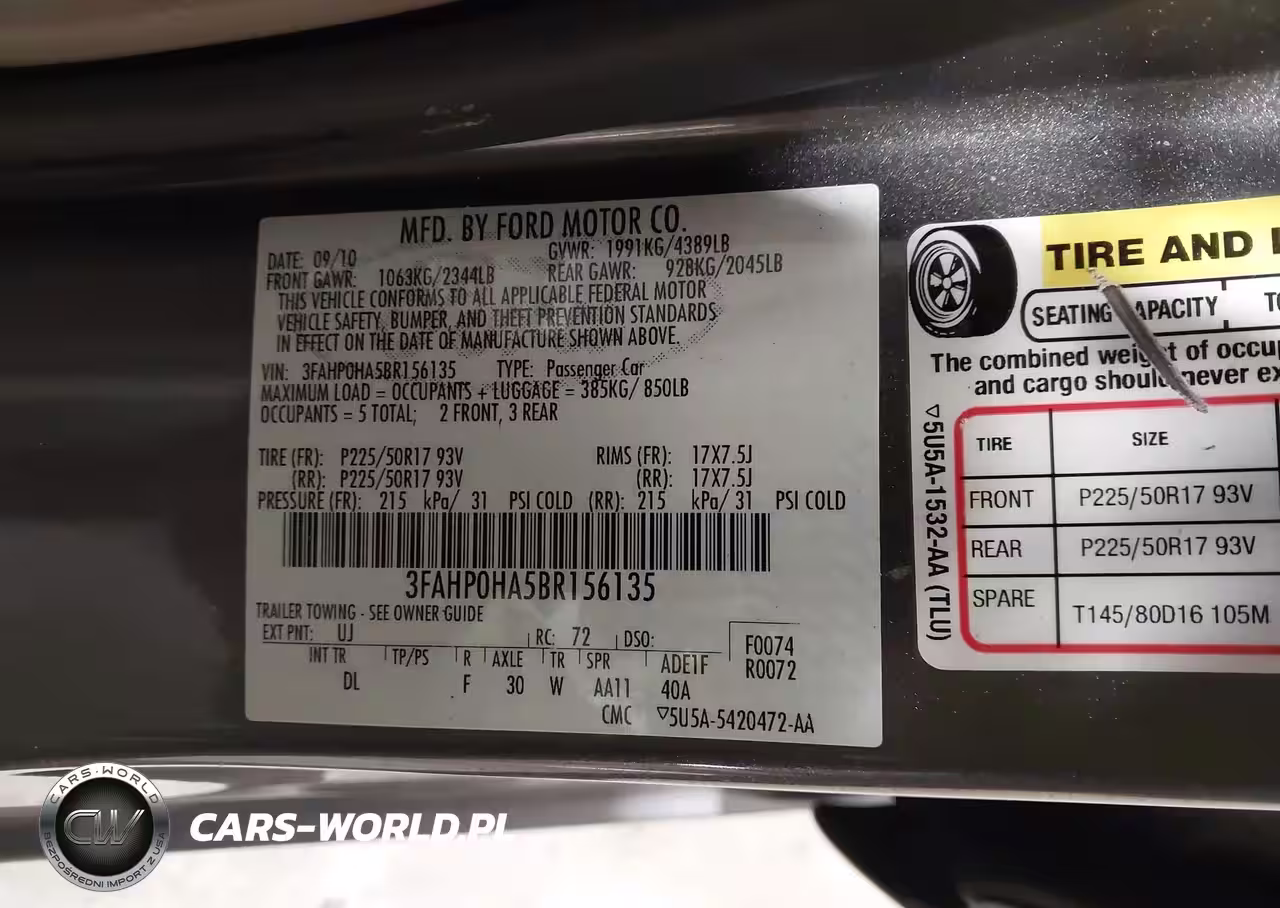 MFD. BY FORD MOTOR CO.
DATE: 09/10 GVWR: 1991KG/4389LB
FRONT GAWR: 1063KG/2344LB REAR GAWR: 928KG/2045LB
THIS VEHICLE CONFORMS TO ALL APPLICABLE FEDERAL MOTOR
VEHICLE SAFETY, BUMPER, AND THEFT PREVENTION STANDARDS
IN EFFECT ON THE DATE OF MANUFACTURE SHOWN ABOVE.
VIN: 3FAHP0HA5BR156135 TYPE: Passenger Car
MAXIMUM LOAD = OCCUPANTS + LUGGAGE = 385KG/ 850LB
OCCUPANTS = 5 TOTAL; 2 FRONT, 3 REAR
TIRE (FR): P225/50R17 93V RIMS (FR): 17X7.5J
(RR): P225/50R17 93V (RR): 17X7.5J
PRESSURE (FR): 215 kPa/ 31 PSI COLD (RR): 215 kPa/ 31 PSI COLD
3FAHP0HA5BR156135
TRAILER TOWING - SEE OWNER GUIDE
EXT PNT: UJ RC: 72 DSO: F0074
INT TR TP/PS R AXLE TR SPR ADE1F R0072
DL F 30 W AA11 40A
CMC ▽5U5A-5420472-AA
TIRE AND
SEATING CAPACITY
The combined weight of occu
and cargo should never ex
TIRE SIZE
FRONT P225/50R17 93V
REAR P225/50R17 93V
SPARE T145/80D16 105M
▽5U5A-1532-AA (TLU)
CARS-WORLD
CW
BEZPOŚREDNI IMPORT Z USA
CARS-WORLD.PL